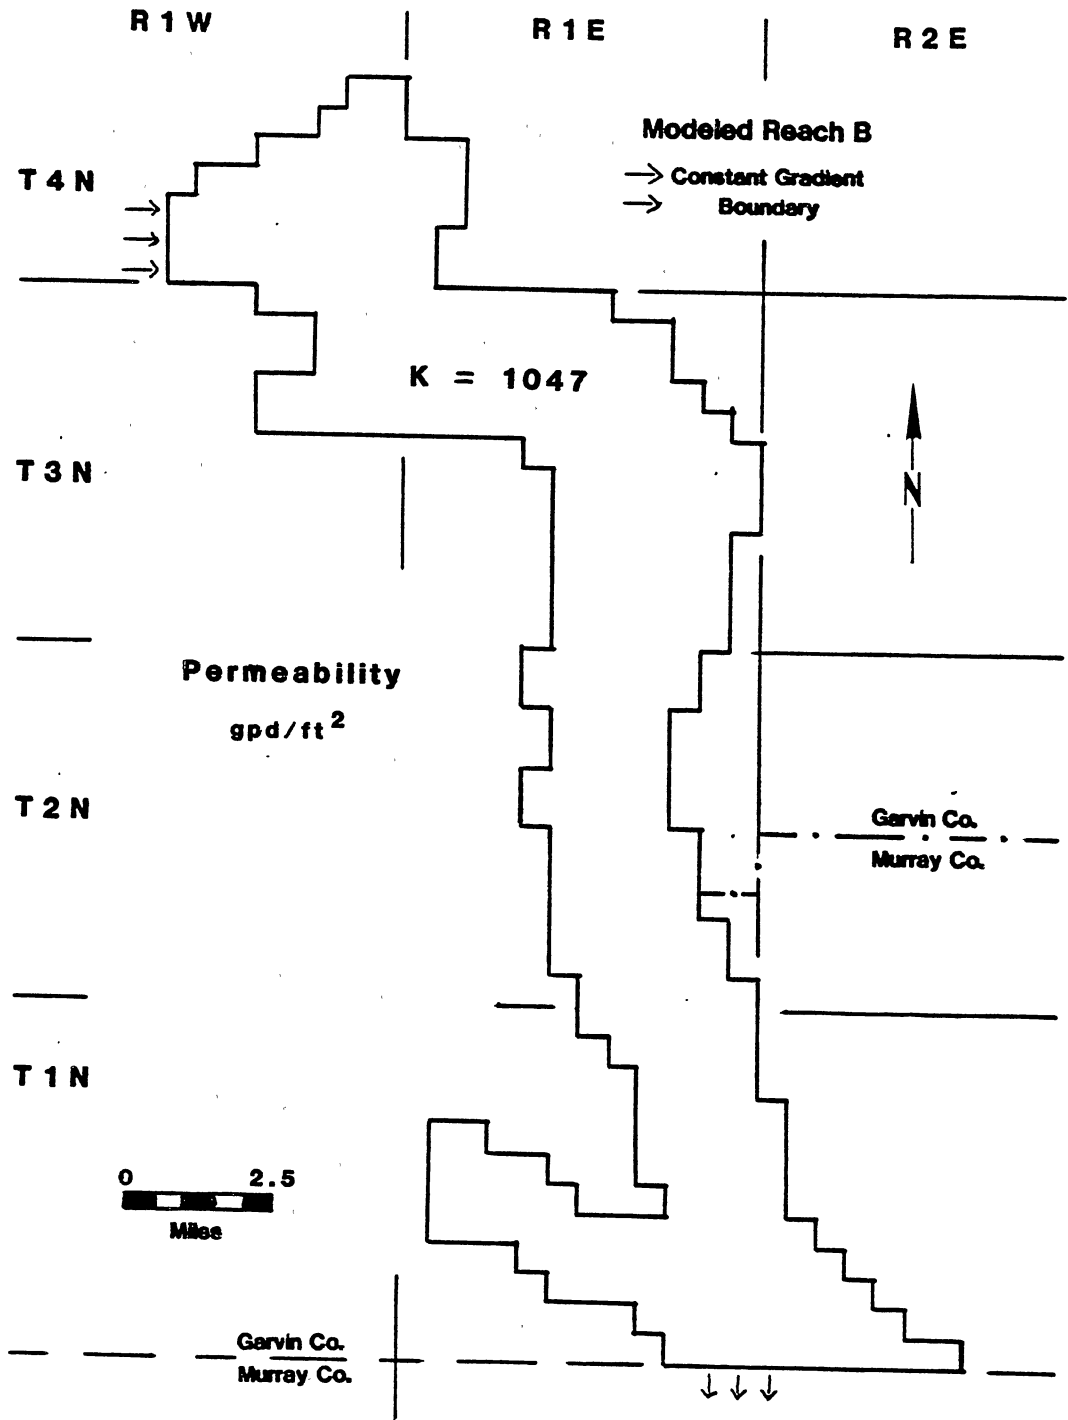 R 1 W
R 1 E
R 2 E
Modeled Reach B
Constant Gradient
Boundary
T 4 N
K = 1047
T 3 N
N
Permeability
gpd/ft²
T 2 N
Garvin Co.
Murray Co.
T 1 N
0 2.5
Miles
Garvin Co.
Murray Co.